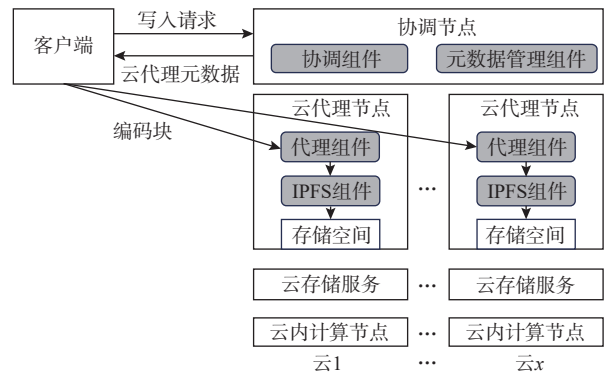 客户端
写入请求
云代理元数据
协调节点
协调组件 元数据管理组件
编码块
云代理节点 云代理节点
代理组件 代理组件
IPFS组件 … IPFS组件
存储空间 存储空间
云存储服务 … 云存储服务
云内计算节点 … 云内计算节点
云1 … 云x